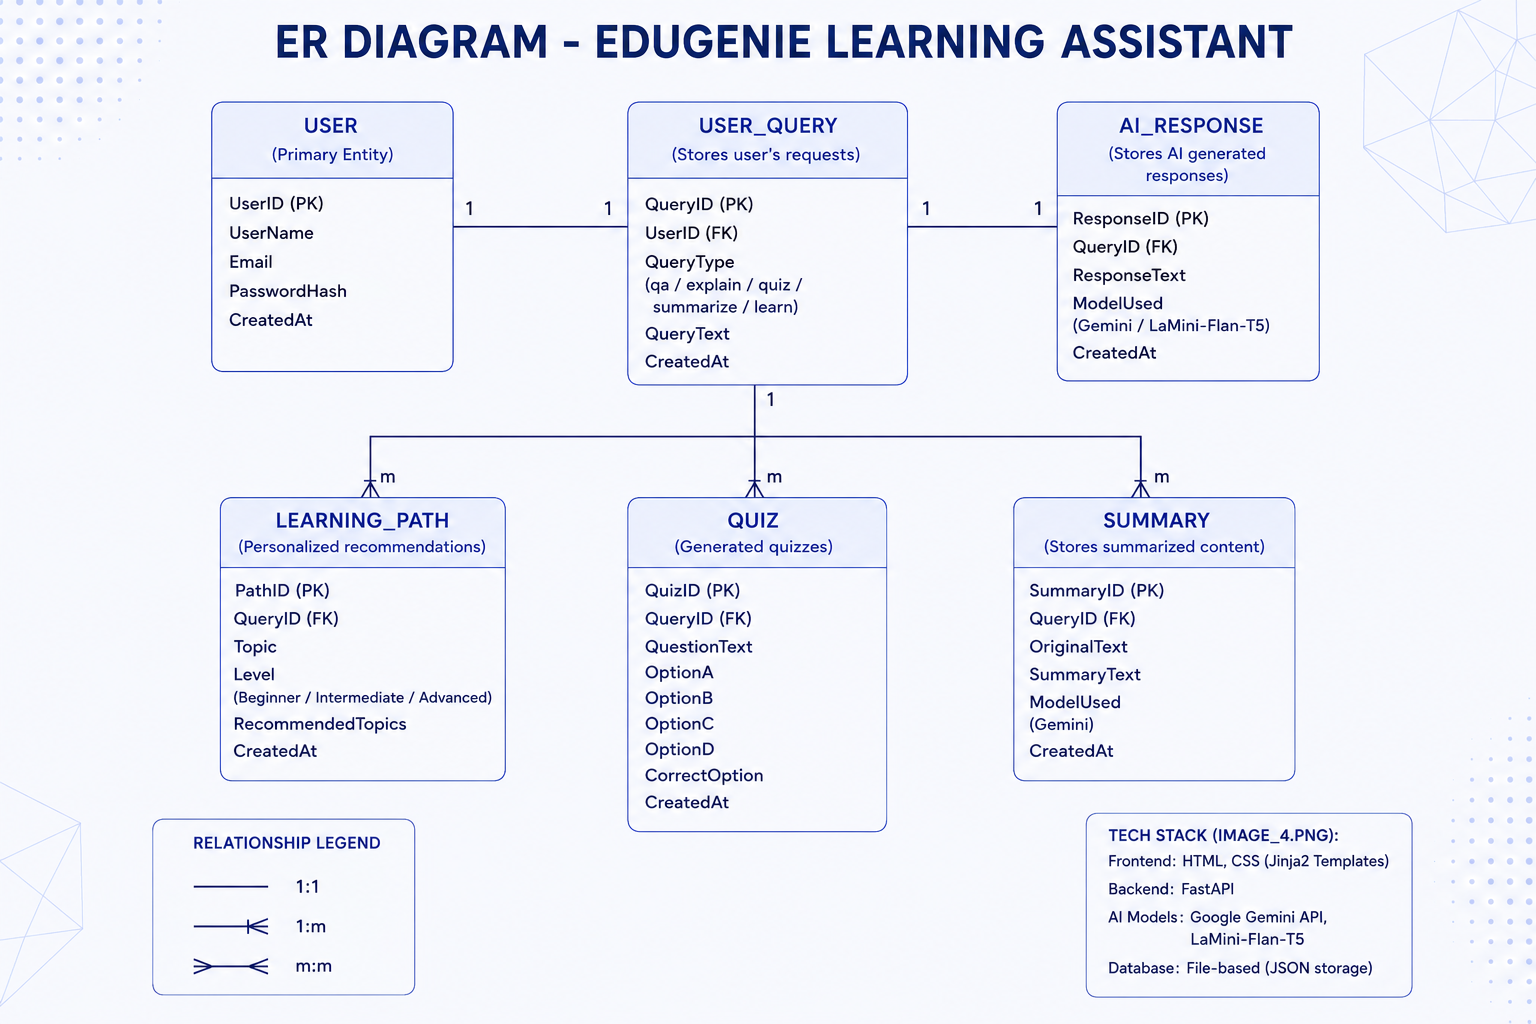 ER DIAGRAM - EDUGENIE LEARNING ASSISTANT
USER
(Primary Entity)
UserID (PK)
UserName
Email
PasswordHash
CreatedAt
1
1
USER_QUERY
(Stores user's requests)
QueryID (PK)
UserID (FK)
QueryType
(qa / explain / quiz /
summarize / learn)
QueryText
CreatedAt
1
1
AI_RESPONSE
(Stores AI generated
responses)
ResponseID (PK)
QueryID (FK)
ResponseText
ModelUsed
(Gemini / LaMini-Flan-T5)
CreatedAt
1
m
m
m
LEARNING_PATH
(Personalized recommendations)
PathID (PK)
QueryID (FK)
Topic
Level
(Beginner / Intermediate / Advanced)
RecommendedTopics
CreatedAt
QUIZ
(Generated quizzes)
QuizID (PK)
QueryID (FK)
QuestionText
OptionA
OptionB
OptionC
OptionD
CorrectOption
CreatedAt
SUMMARY
(Stores summarized content)
SummaryID (PK)
QueryID (FK)
OriginalText
SummaryText
ModelUsed
(Gemini)
CreatedAt
RELATIONSHIP LEGEND
1:1
1:m
m:m
TECH STACK (IMAGE_4.PNG):
Frontend: HTML, CSS (Jinja2 Templates)
Backend: FastAPI
AI Models: Google Gemini API,
LaMini-Flan-T5
Database: File-based (JSON storage)